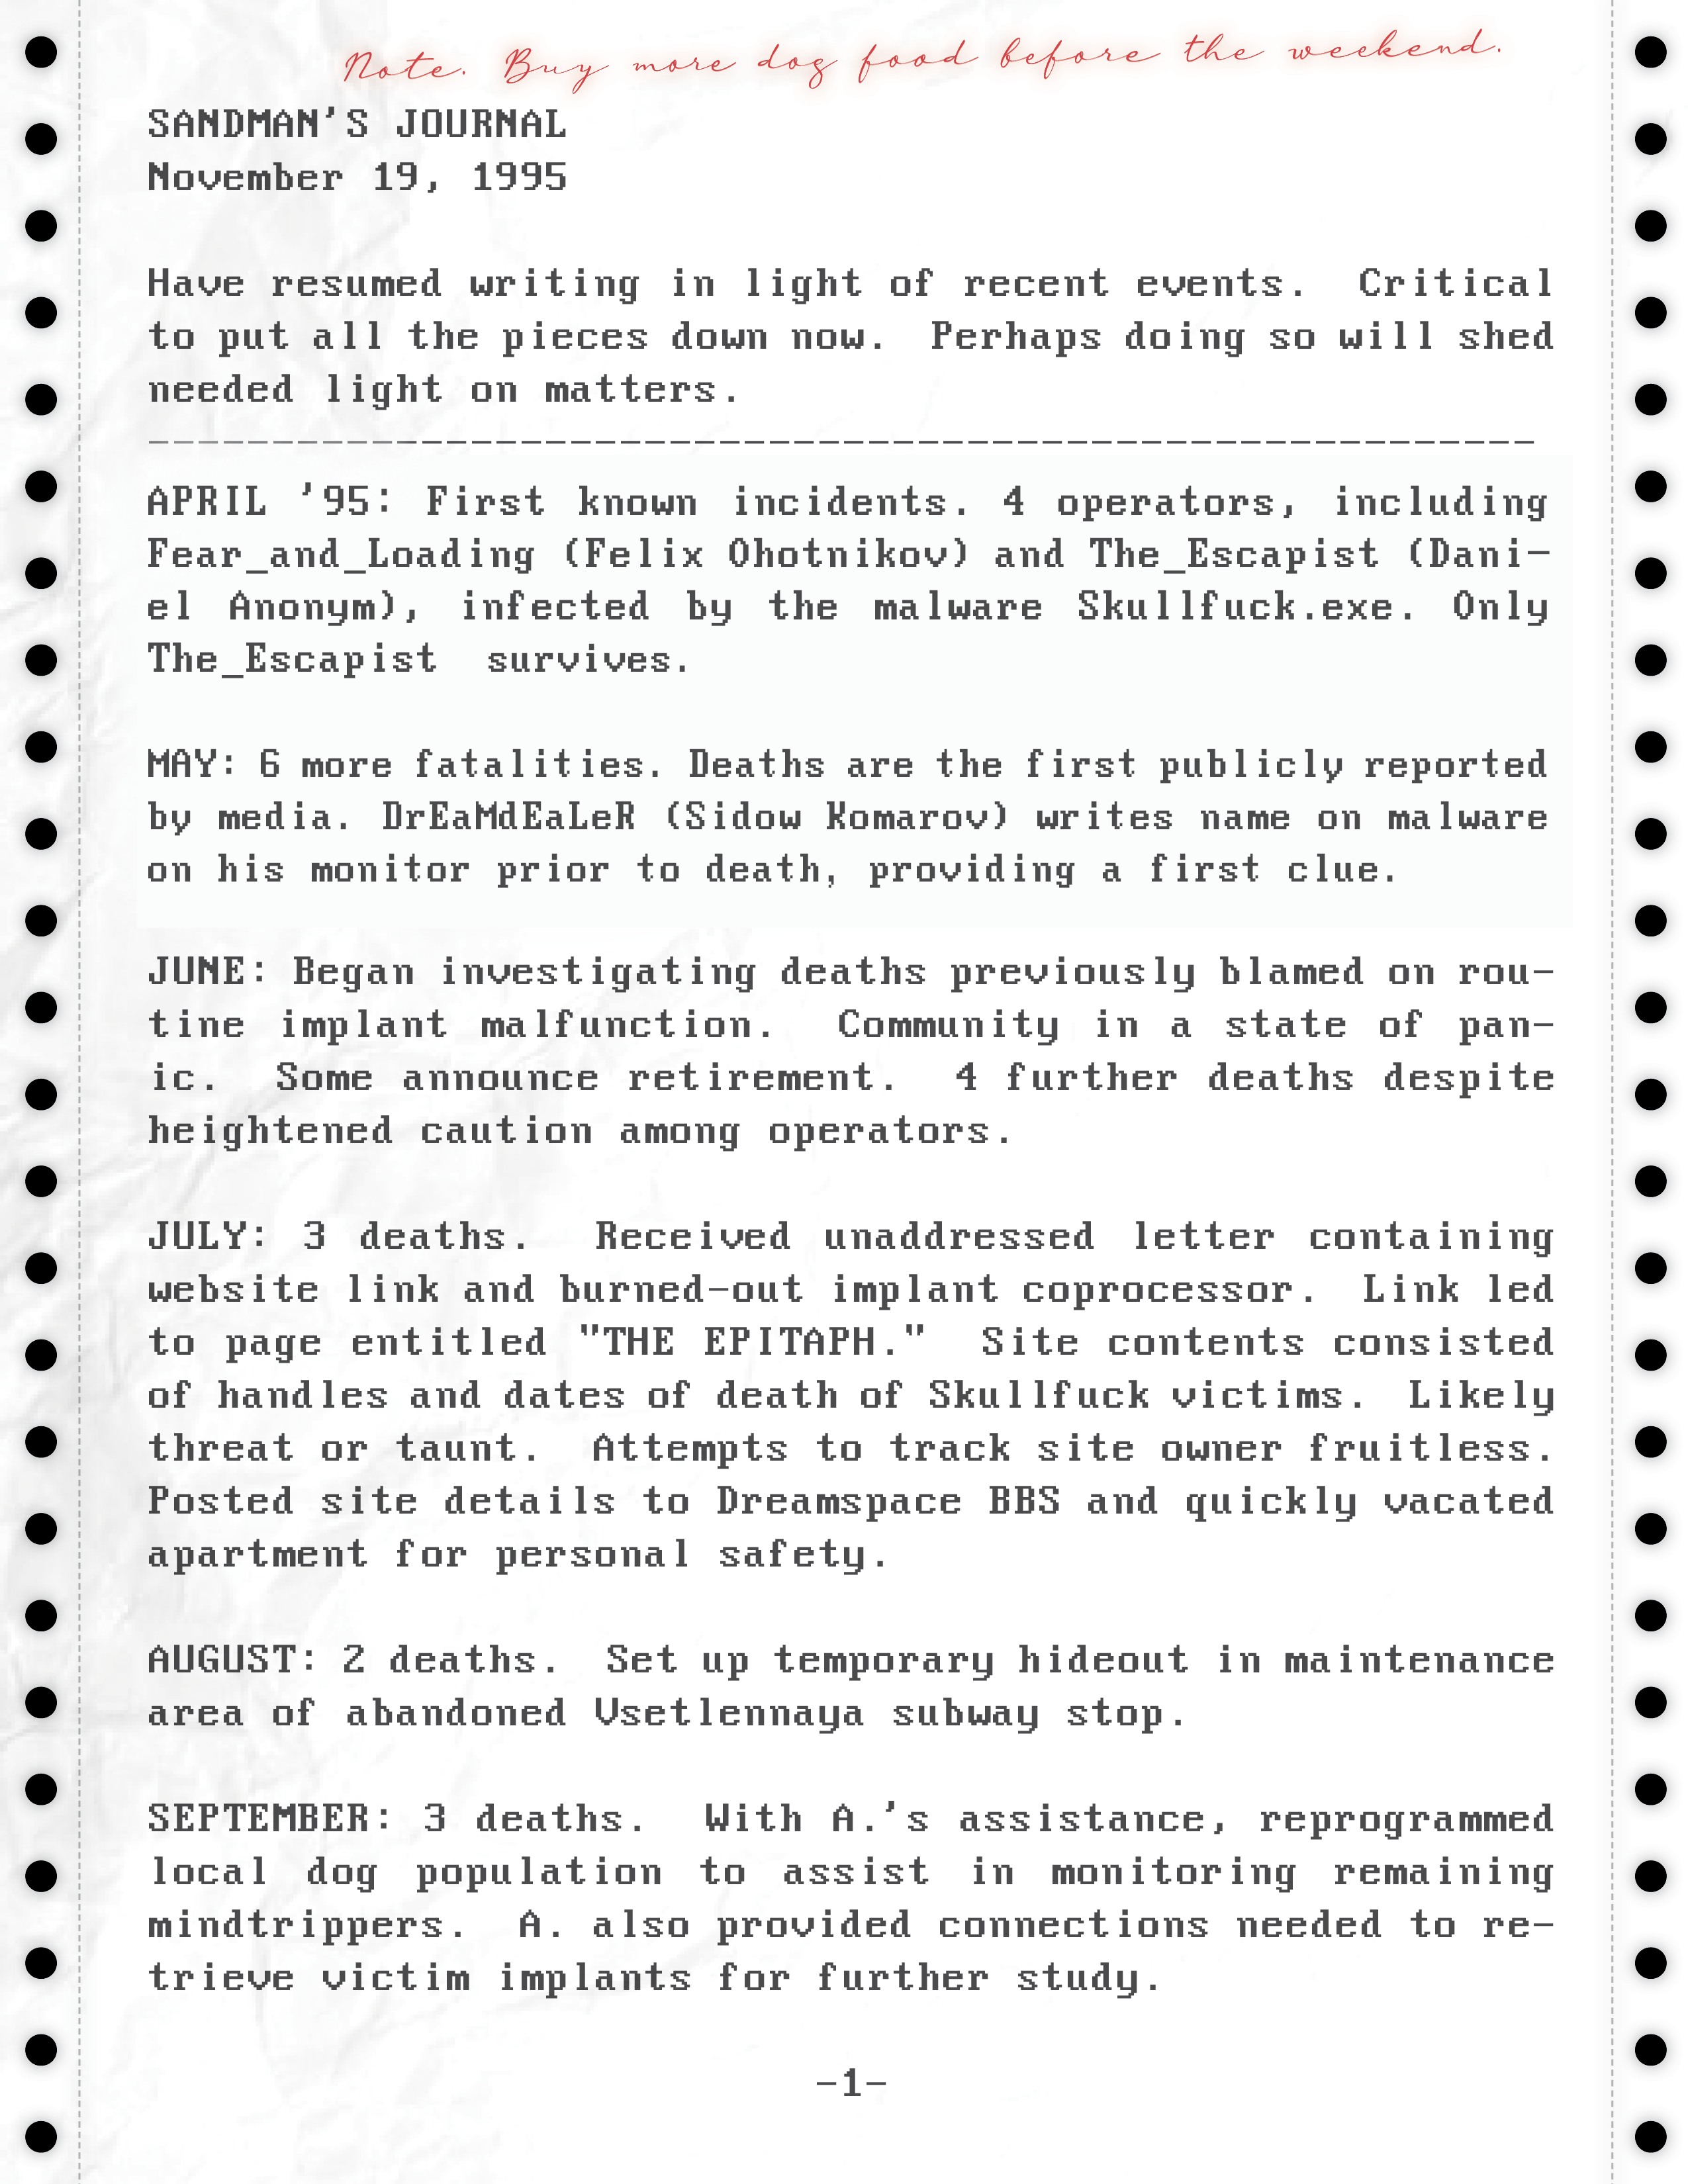 Note. Buy more dog food before the weekend.
SANDMAN'S JOURNAL
November 19, 1995
Have resumed writing in light of recent events.  Critical
to put all the pieces down now.  Perhaps doing so will shed
needed light on matters.
---------------------------------------------------------
APRIL '95: First known incidents. 4 operators, including
Fear_and_Loading (Felix Ohotnikov) and The_Escapist (Dani-
el Anonym), infected by the malware Skullfuck.exe. Only
The_Escapist  survives.
MAY: 6 more fatalities. Deaths are the first publicly reported
by media. DrEaMdEaLeR (Sidow Komarov) writes name on malware
on his monitor prior to death, providing a first clue.
JUNE: Began investigating deaths previously blamed on rou-
tine implant malfunction.  Community in a state of pan-
ic.  Some announce retirement.  4 further deaths despite
heightened caution among operators.
JULY: 3 deaths.  Received unaddressed letter containing
website link and burned-out implant coprocessor.  Link led
to page entitled "THE EPITAPH."  Site contents consisted
of handles and dates of death of Skullfuck victims.  Likely
threat or taunt.  Attempts to track site owner fruitless.
Posted site details to Dreamspace BBS and quickly vacated
apartment for personal safety.
AUGUST: 2 deaths.  Set up temporary hideout in maintenance
area of abandoned Vsetlennaya subway stop.
SEPTEMBER: 3 deaths.  With A.'s assistance, reprogrammed
local dog population to assist in monitoring remaining
mindtrippers.  A. also provided connections needed to re-
trieve victim implants for further study.
-1-